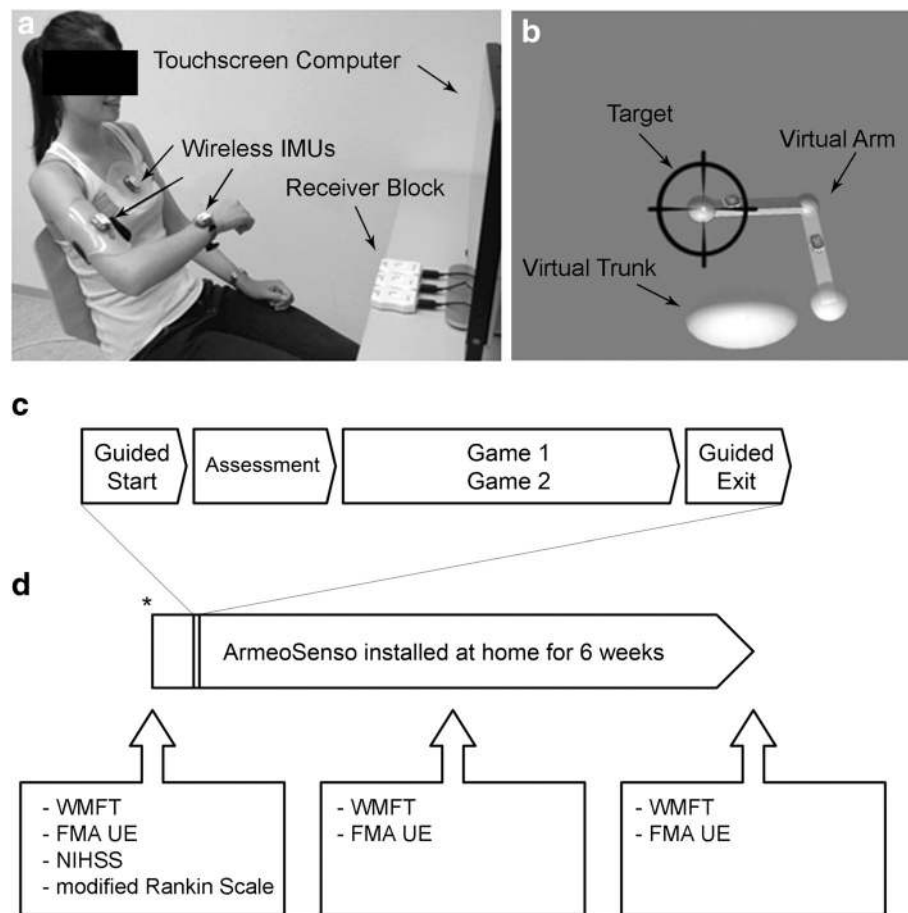 a
Touchscreen Computer
Wireless IMUs
Receiver Block
b
Target
Virtual Arm
Virtual Trunk
c
Guided
Start
Assessment
Game 1
Game 2
Guided
Exit
d
*
ArmeoSenso installed at home for 6 weeks
- WMFT
- FMA UE
- NIHSS
- modified Rankin Scale
- WMFT
- FMA UE
- WMFT
- FMA UE